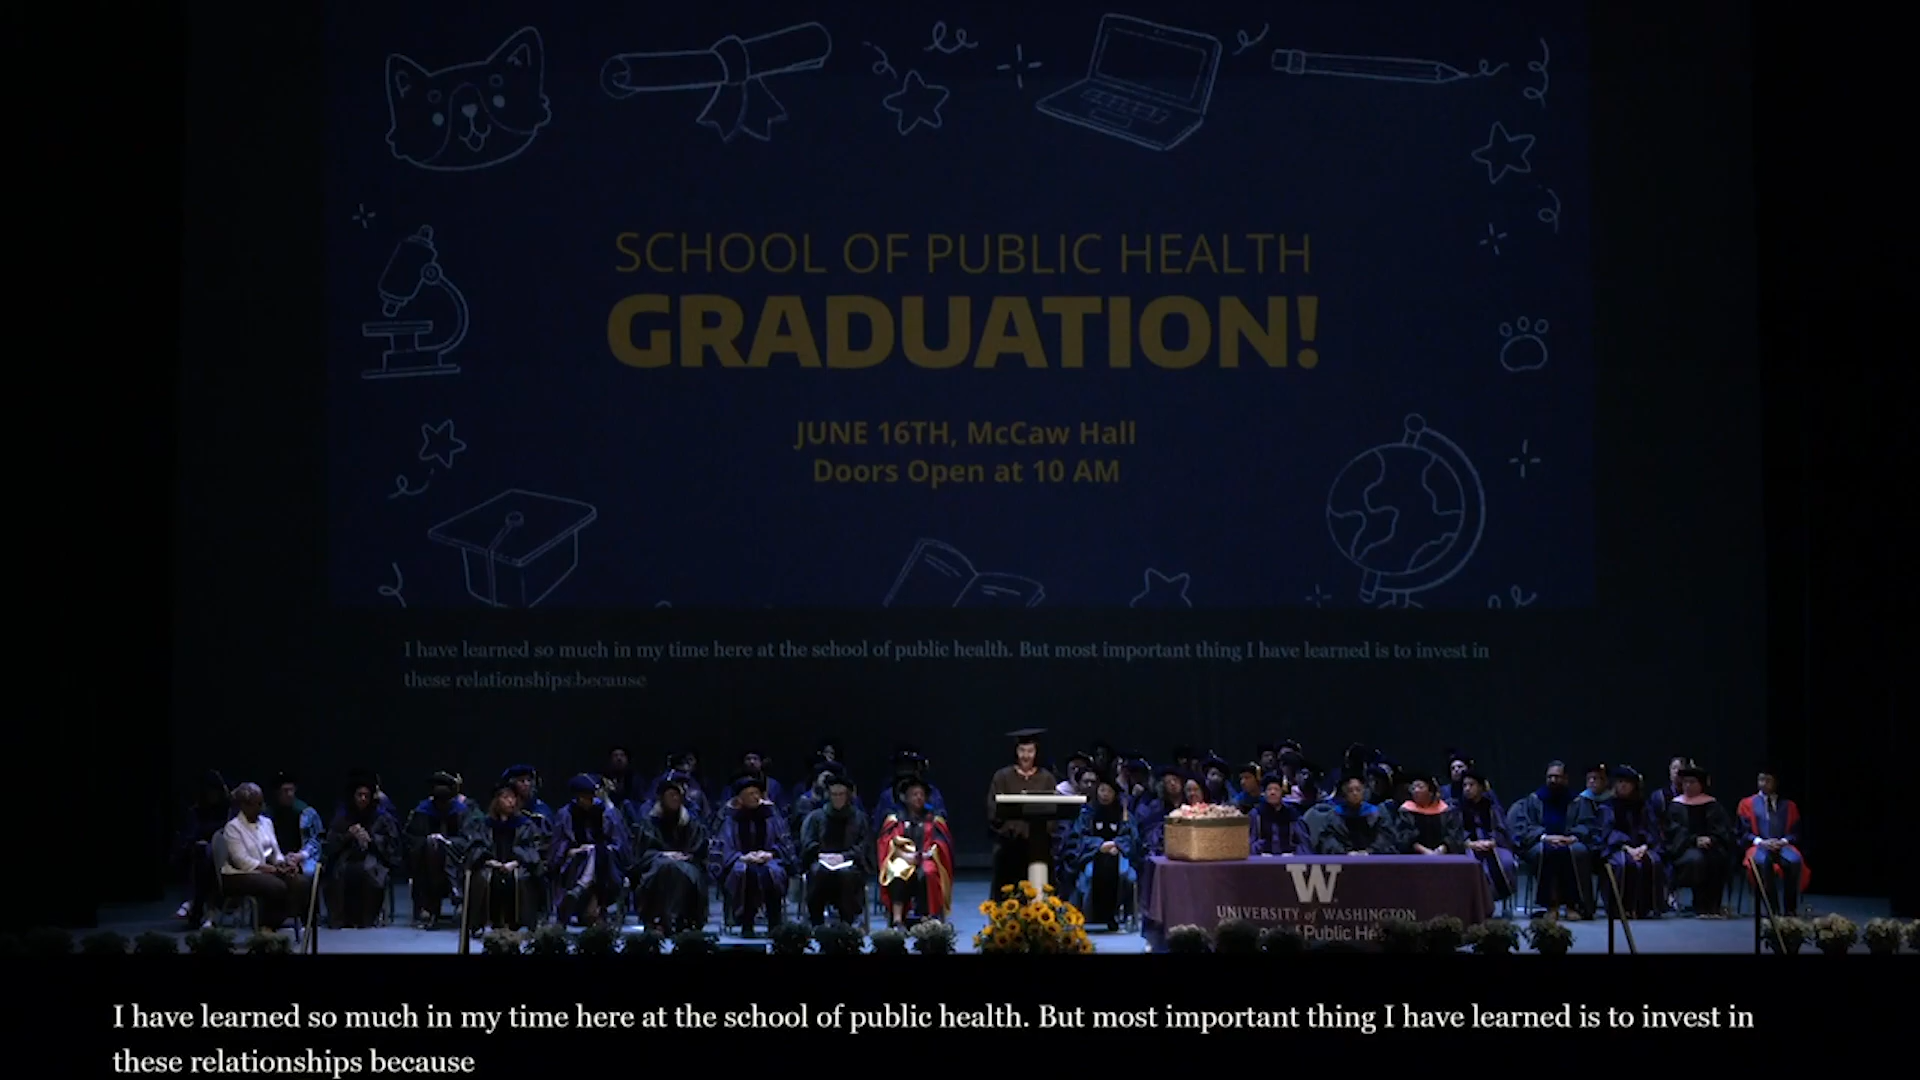 SCHOOL OF PUBLIC HEALTH
GRADUATION!
JUNE 16TH, McCaw Hall
Doors Open at 10 AM
I have learned so much in my time here at the school of public health. But most important thing I have learned is to invest in
these relationships because
W
UNIVERSITY of WASHINGTON
of Public He
I have learned so much in my time here at the school of public health. But most important thing I have learned is to invest in
these relationships because